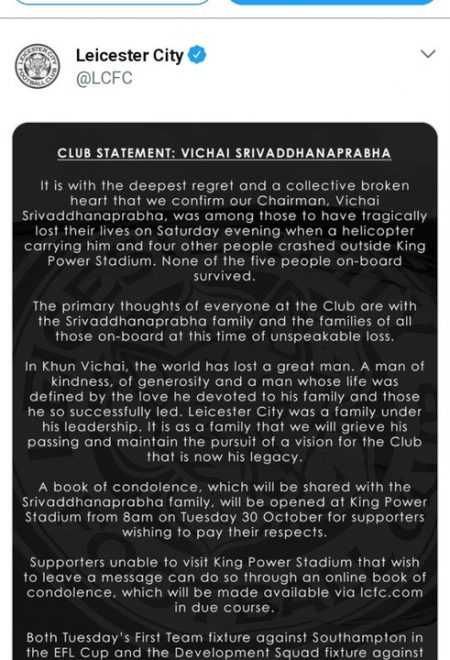 Leicester City
@LCFC
CLUB STATEMENT: VICHAI SRIVADDHANAPRABHA
It is with the deepest regret and a collective broken
heart that we confirm our Chairman, Vichai
Srivaddhanaprabha, was among those to have tragically
lost their lives on Saturday evening when a helicopter
carrying him and four other people crashed outside King
Power Stadium. None of the five people on-board
survived.
The primary thoughts of everyone at the Club are with
the Srivaddhanaprabha family and the families of all
those on-board at this time of unspeakable loss.
In Khun Vichai, the world has lost a great man. A man of
kindness, of generosity and a man whose life was
defined by the love he devoted to his family and those
he so successfully led. Leicester City was a family under
his leadership. It is as a family that we will grieve his
passing and maintain the pursuit of a vision for the Club
that is now his legacy.
A book of condolence, which will be shared with the
Srivaddhanaprabha family, will be opened at King Power
Stadium from 8am on Tuesday 30 October for supporters
wishing to pay their respects.
Supporters unable to visit King Power Stadium that wish
to leave a message can do so through an online book of
condolence, which will be made available via lcfc.com
in due course.
Both Tuesday's First Team fixture against Southampton in
the EFL Cup and the Development Squad fixture against